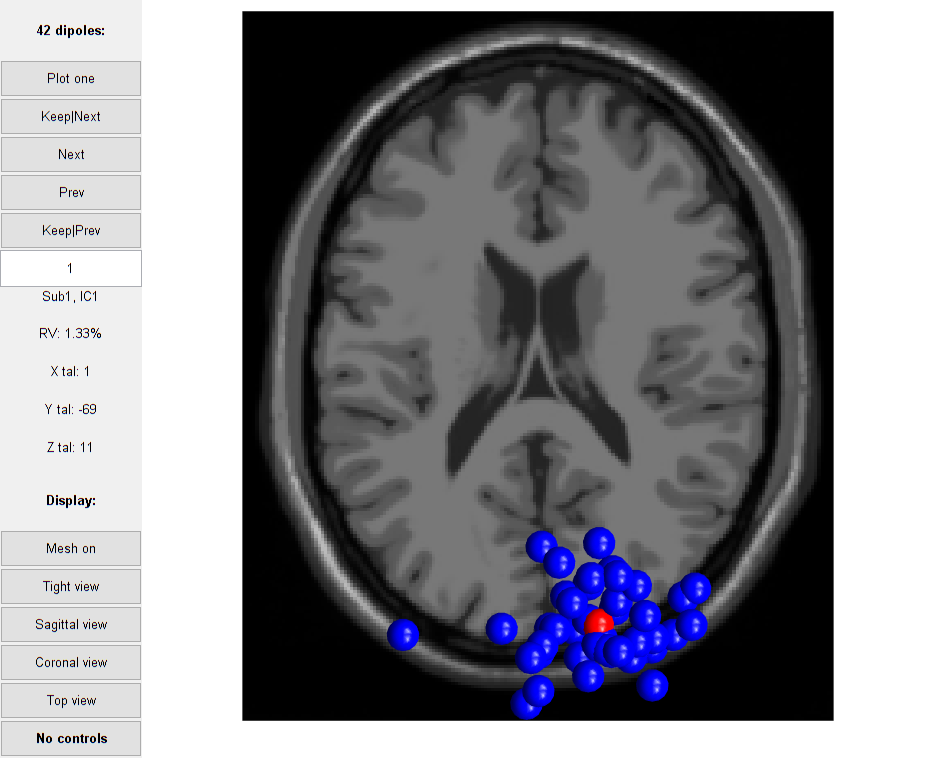 42 dipoles:
Plot one
Keep|Next
Next
Prev
Keep|Prev
1
Sub1, IC1
RV: 1.33%
X tal: 1
Y tal: -69
Z tal: 11
Display:
Mesh on
Tight view
Sagittal view
Coronal view
Top view
No controls